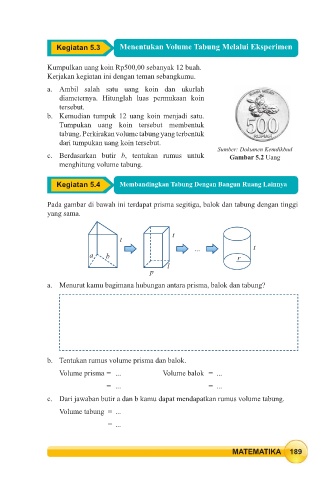 Kegiatan 5.3 Menentukan Volume Tabung Melalui Eksperimen
Kumpulkan uang koin Rp500,00 sebanyak 12 buah.
Kerjakan kegiatan ini dengan teman sebangkumu.
a. Ambil salah satu uang koin dan ukurlah
diameternya. Hitunglah luas permukaan koin
tersebut.
b. Kemudian tumpuk 12 uang koin menjadi satu.
Tumpukan uang koin tersebut membentuk
tabung. Perkirakan volume tabung yang terbentuk
dari tumpukan uang koin tersebut.
c. Berdasarkan butir b, tentukan rumus untuk
menghitung volume tabung.
500
Sumber: Dokumen Kemdikbud
Gambar 5.2 Uang
Kegiatan 5.4 Membandingkan Tabung Dengan Bangun Ruang Lainnya
Pada gambar di bawah ini terdapat prisma segitiga, balok dan tabung dengan tinggi
yang sama.
t
t
...
t
a b
l
r
p
a. Menurut kamu bagimana hubungan antara prisma, balok dan tabung?
b. Tentukan rumus volume prisma dan balok.
Volume prisma = ... Volume balok = ...
= ... = ...
c. Dari jawaban butir a dan b kamu dapat mendapatkan rumus volume tabung.
Volume tabung = ...
= ...
MATEMATIKA 189